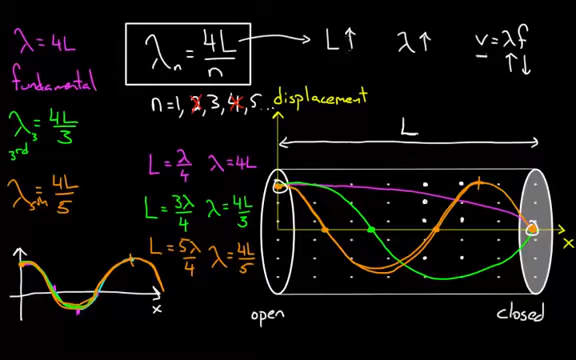 λ = 4L
fundamental
λ₃ = 4L/3
3rd
λ₅th = 4L/5
x
λₙ = 4L/n
n=1, 2, 3, 4, 5...
L↑
λ↑
v = λf
↑↓
L = λ/4 λ = 4L
L = 3λ/4 λ = 4L/3
L = 5λ/4 λ = 4L/5
displacement
L
x
open
closed